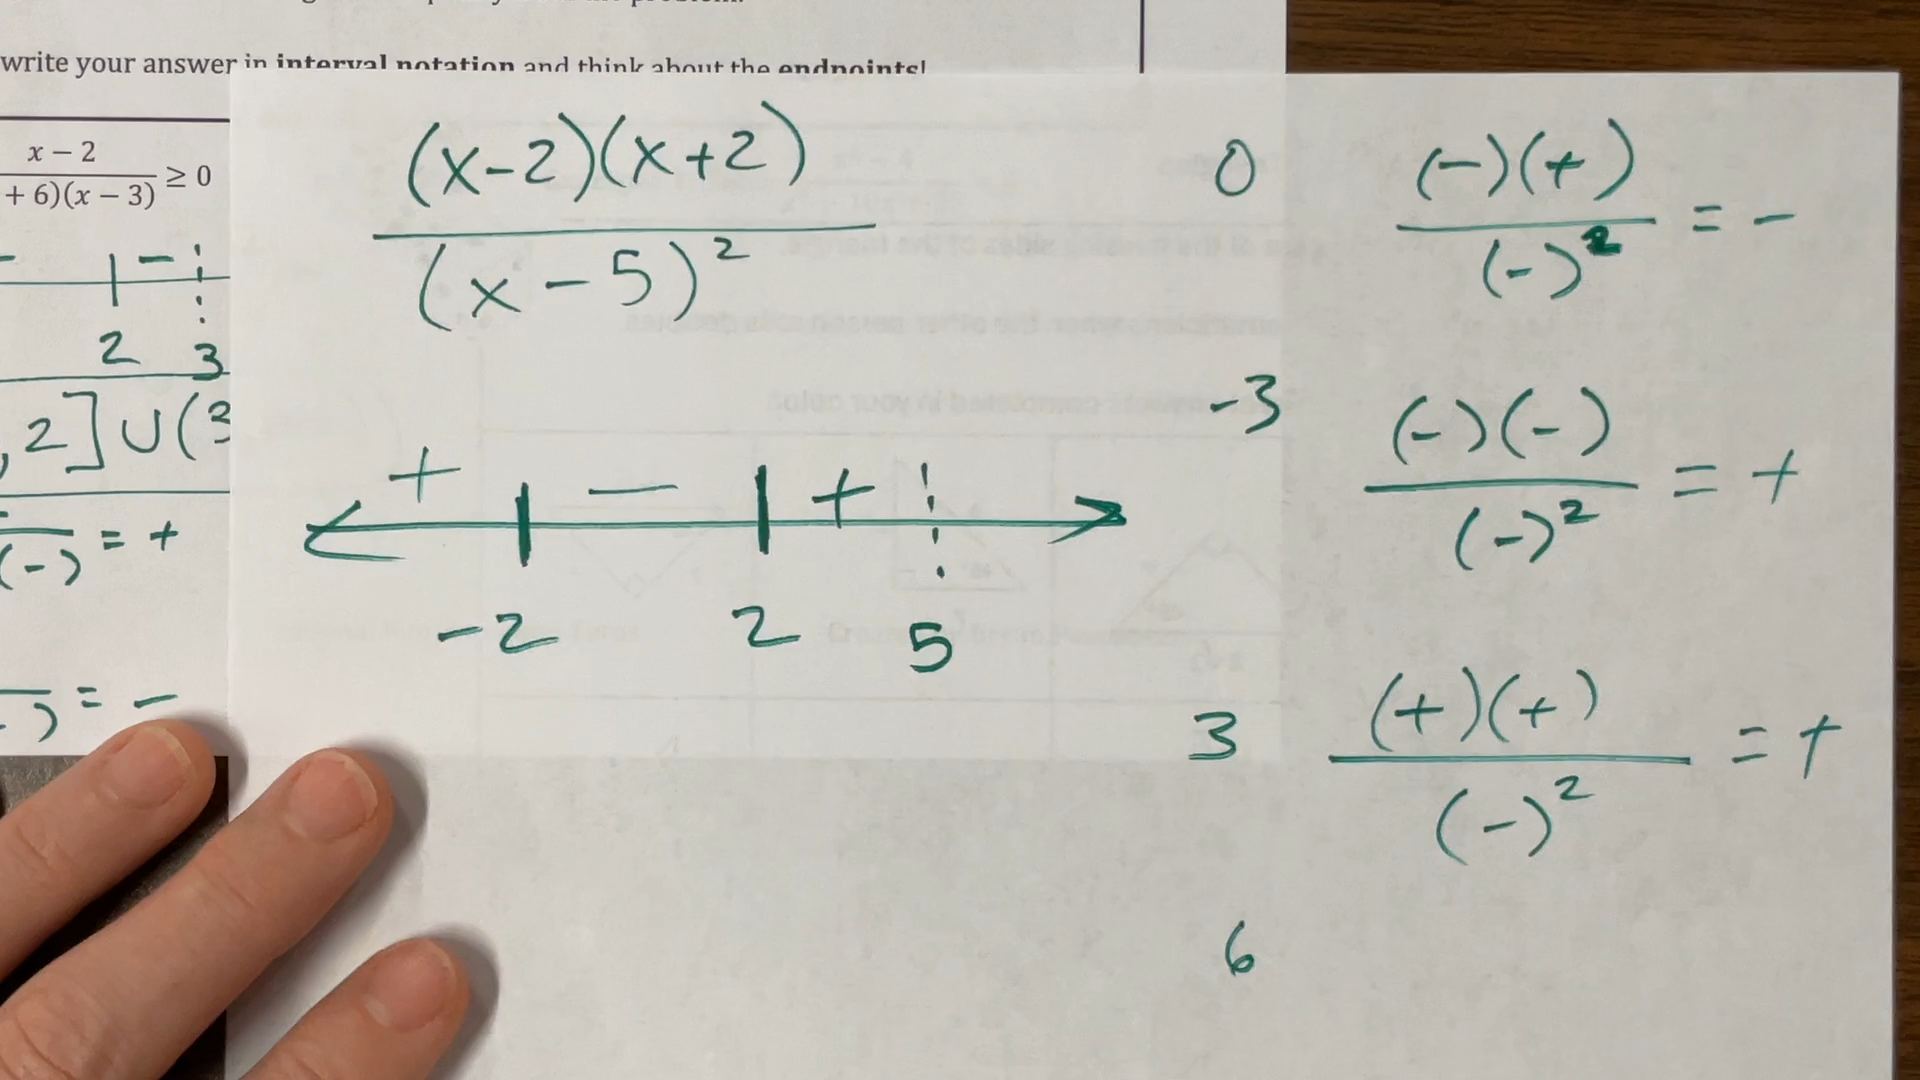 write your answer in interval notation and think about the endpoints!
x − 2
+ 6)(x − 3) ≥ 0
− −
2 3
, 2] ∪ (3
(-) = +
-) = −
(x-2)(x+2)
(x-5)²
+ − +
-2 2 5
0 (-)(+)
(-)² = −
-3 (-)(-)
(-)² = +
3 (+)(+)
(-)² = +
6